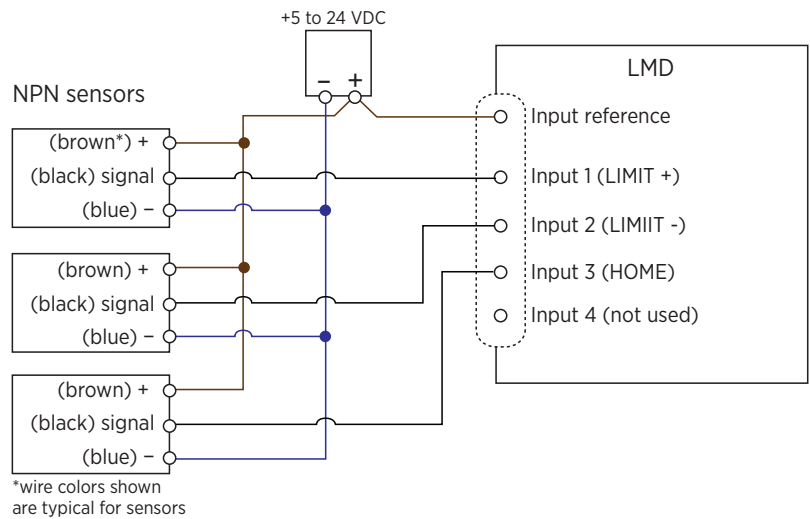 +5 to 24 VDC
− +
LMD
NPN sensors
Input reference
(brown*) +
(black) signal
Input 1 (LIMIT +)
(blue) −
Input 2 (LIMIIT -)
(brown) +
Input 3 (HOME)
(black) signal
Input 4 (not used)
(blue) −
(brown) +
(black) signal
(blue) −
*wire colors shown
are typical for sensors